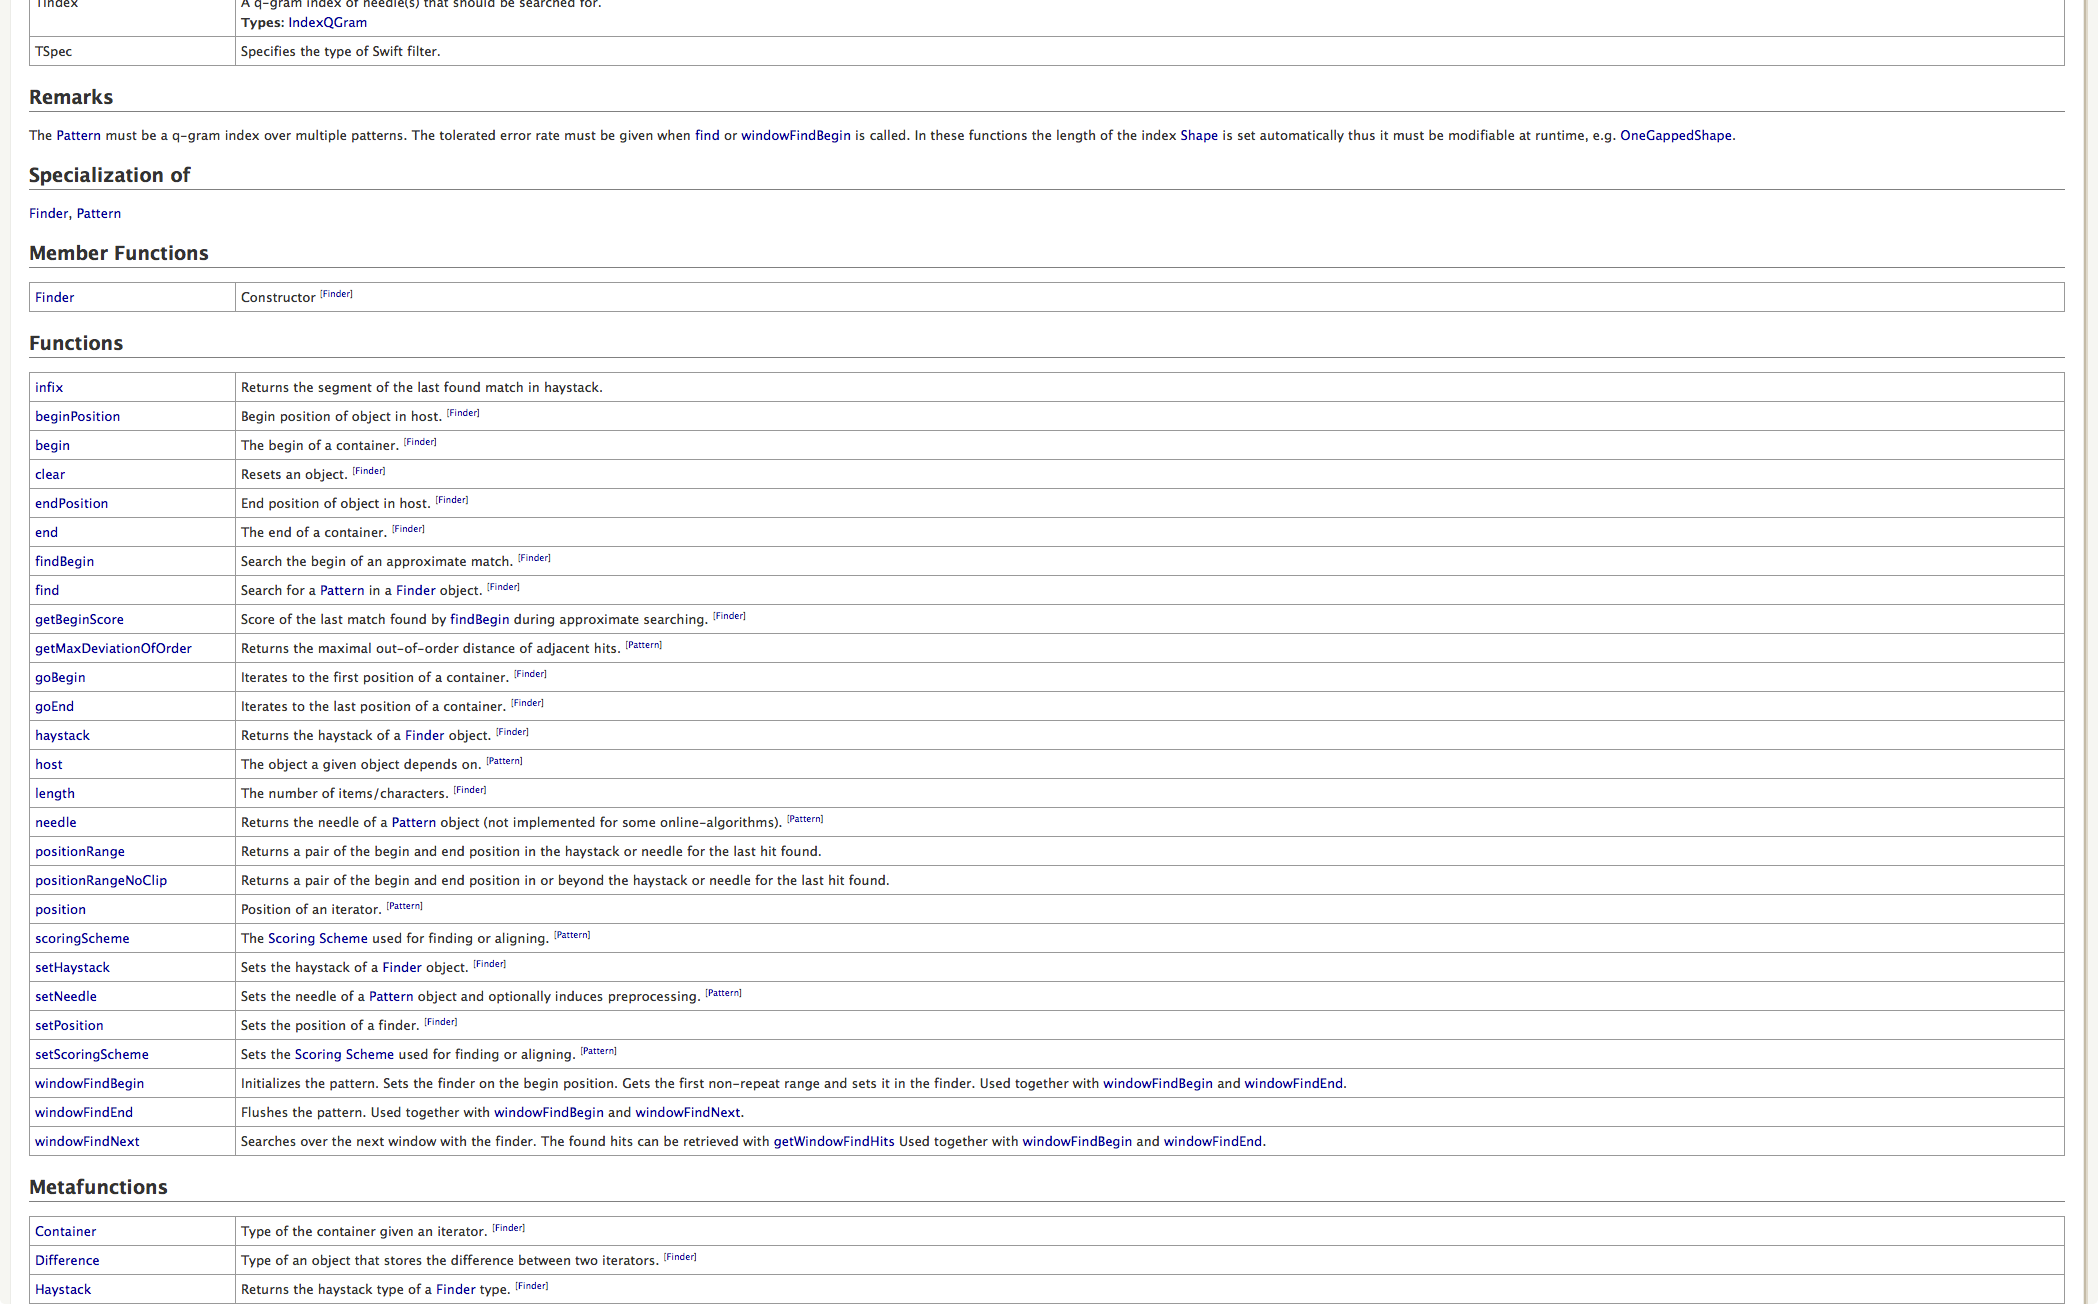 TIndex A q-gram index of needle(s) that should be searched for.
Types: IndexQGram
TSpec Specifies the type of Swift filter.
Remarks
The Pattern must be a q-gram index over multiple patterns. The tolerated error rate must be given when find or windowFindBegin is called. In these functions the length of the index Shape is set automatically thus it must be modifiable at runtime, e.g. OneGappedShape.
Specialization of
Finder, Pattern
Member Functions
Finder Constructor [Finder]
Functions
infix Returns the segment of the last found match in haystack.
beginPosition Begin position of object in host. [Finder]
begin The begin of a container. [Finder]
clear Resets an object. [Finder]
endPosition End position of object in host. [Finder]
end The end of a container. [Finder]
findBegin Search the begin of an approximate match. [Finder]
find Search for a Pattern in a Finder object. [Finder]
getBeginScore Score of the last match found by findBegin during approximate searching. [Finder]
getMaxDeviationOfOrder Returns the maximal out-of-order distance of adjacent hits. [Pattern]
goBegin Iterates to the first position of a container. [Finder]
goEnd Iterates to the last position of a container. [Finder]
haystack Returns the haystack of a Finder object. [Finder]
host The object a given object depends on. [Pattern]
length The number of items/characters. [Finder]
needle Returns the needle of a Pattern object (not implemented for some online-algorithms). [Pattern]
positionRange Returns a pair of the begin and end position in the haystack or needle for the last hit found.
positionRangeNoClip Returns a pair of the begin and end position in or beyond the haystack or needle for the last hit found.
position Position of an iterator. [Pattern]
scoringScheme The Scoring Scheme used for finding or aligning. [Pattern]
setHaystack Sets the haystack of a Finder object. [Finder]
setNeedle Sets the needle of a Pattern object and optionally induces preprocessing. [Pattern]
setPosition Sets the position of a finder. [Finder]
setScoringScheme Sets the Scoring Scheme used for finding or aligning. [Pattern]
windowFindBegin Initializes the pattern. Sets the finder on the begin position. Gets the first non-repeat range and sets it in the finder. Used together with windowFindBegin and windowFindEnd.
windowFindEnd Flushes the pattern. Used together with windowFindBegin and windowFindNext.
windowFindNext Searches over the next window with the finder. The found hits can be retrieved with getWindowFindHits Used together with windowFindBegin and windowFindEnd.
Metafunctions
Container Type of the container given an iterator. [Finder]
Difference Type of an object that stores the difference between two iterators. [Finder]
Haystack Returns the haystack type of a Finder type. [Finder]